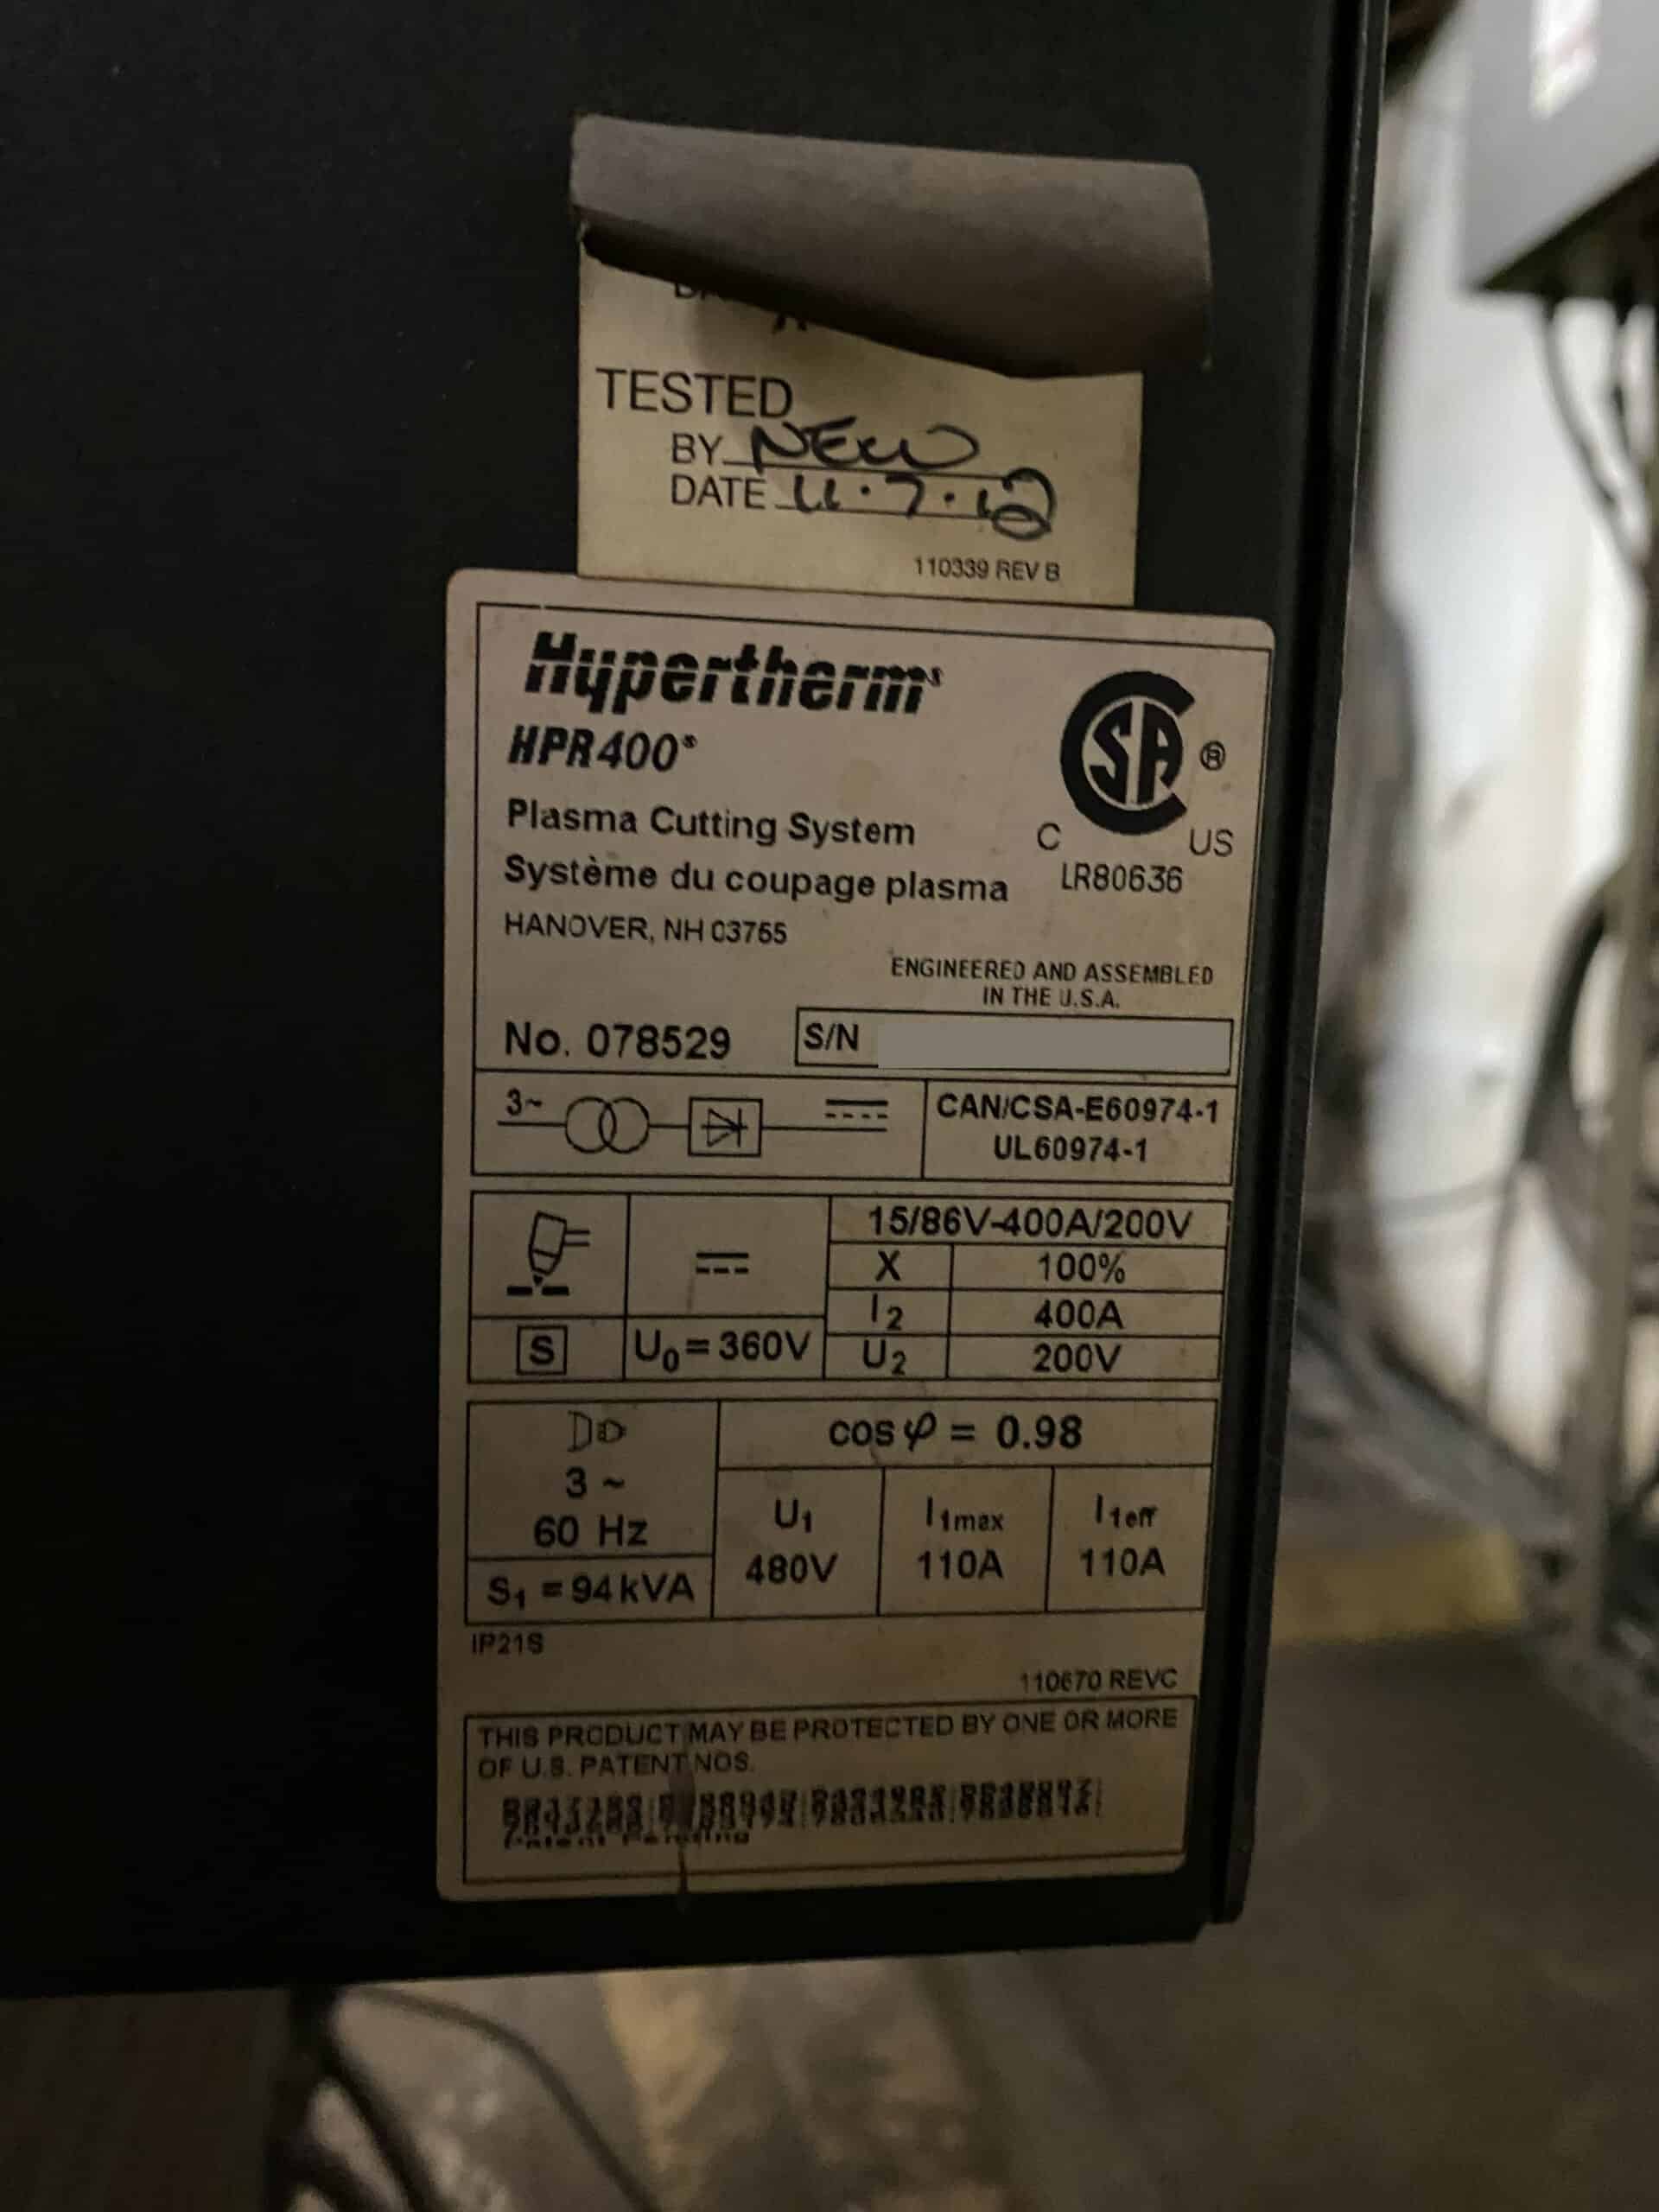 TESTED
BY NEW
DATE 11.7.12
110339 REV B
Hypertherm®
HPR400®
Plasma Cutting System
Système du coupage plasma
HANOVER, NH 03755
CSA ®
C US
LR80636
ENGINEERED AND ASSEMBLED
IN THE U.S.A.
No. 078529
S/N
3~
CAN/CSA-E60974-1
UL60974-1
15/86V-400A/200V
X 100%
I2 400A
S U0=360V U2 200V
3 ~
60 Hz
S1 = 94 kVA
cos φ = 0.98
U1 I1max I1eff
480V 110A 110A
IP21S
110670 REVC
THIS PRODUCT MAY BE PROTECTED BY ONE OR MORE
OF U.S. PATENT NOS.
Patent Pending